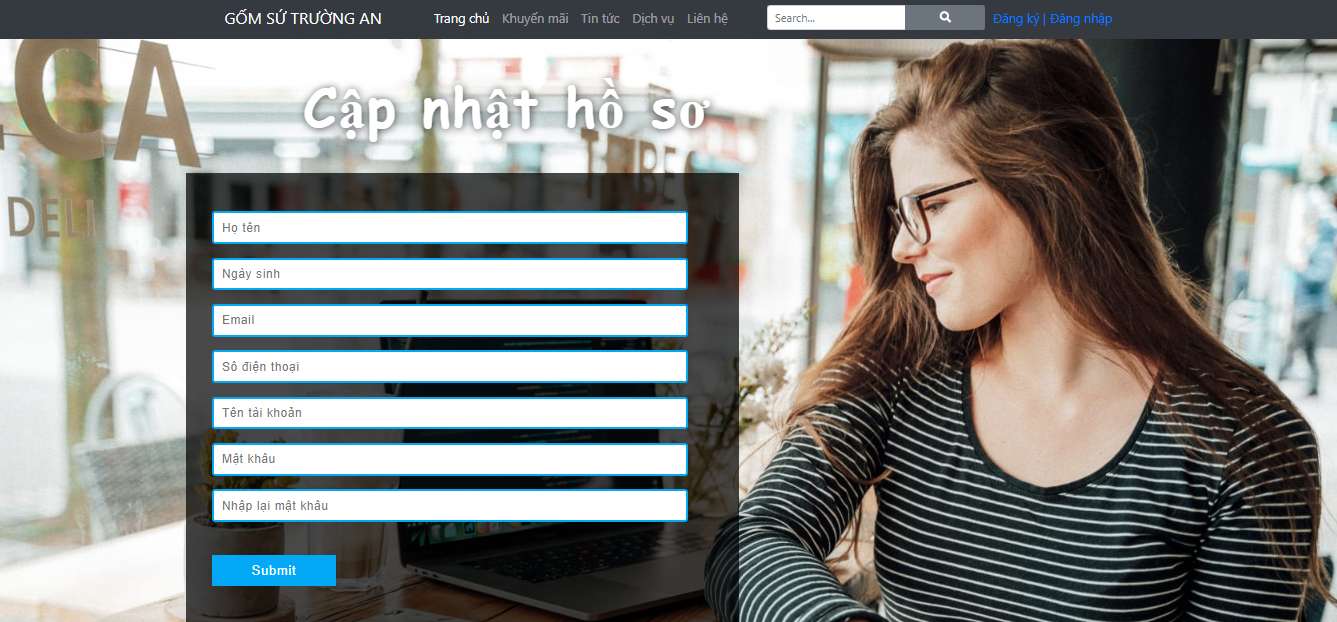 GỐM SỨ TRƯỜNG AN Trang chủ Khuyến mãi Tin tức Dịch vụ Liên hệ Search... Đăng ký | Đăng nhập
CA
DELI
Cập nhật hồ sơ
Họ tên
Ngày sinh
Email
Số điện thoại
Tên tài khoản
Mật khẩu
Nhập lại mật khẩu
Submit